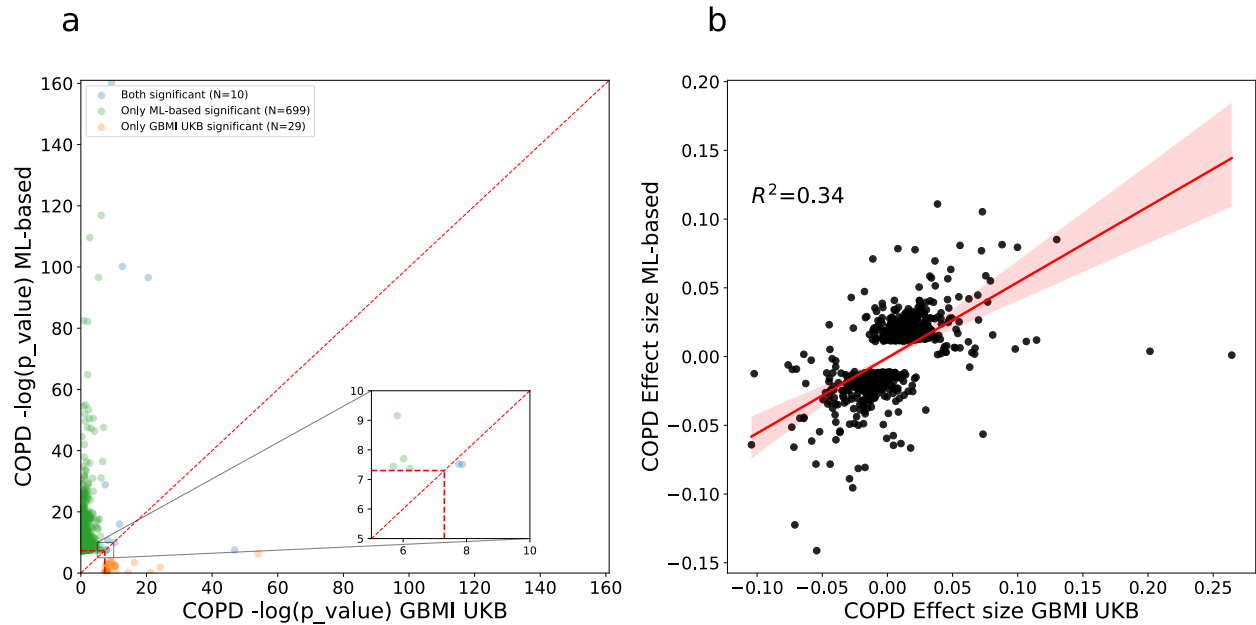 a
COPD -log(p_value) ML-based
160
140
120
100
80
60
40
20
0
Both significant (N=10)
Only ML-based significant (N=699)
Only GBMI UKB significant (N=29)
10
9
8
7
6
5
6 8 10
0 20 40 60 80 100 120 140 160
COPD -log(p_value) GBMI UKB
b
COPD Effect size ML-based
0.20
0.15
0.10
0.05
0.00
−0.05
−0.10
−0.15
R²=0.34
−0.10 −0.05 0.00 0.05 0.10 0.15 0.20 0.25
COPD Effect size GBMI UKB